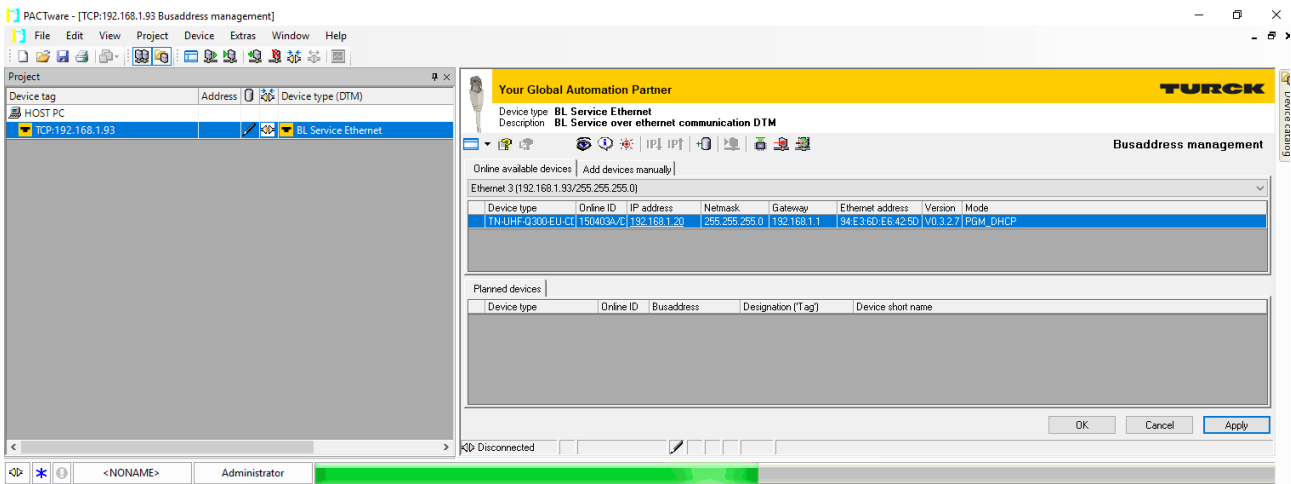 PACTware - [TCP:192.168.1.93 Busaddress management]
File Edit View Project Device Extras Window Help
Project
Device tag Address Device type (DTM)
HOST PC
TCP:192.168.1.93 BL Service Ethernet
Your Global Automation Partner TURCK
Device type BL Service Ethernet
Description BL Service over ethernet communication DTM
Busaddress management
Device catalog
Online available devices Add devices manually
Ethernet 3 (192.168.1.93/255.255.255.0)
Device type Online ID IP address Netmask Gateway Ethernet address Version Mode
TN-UHF-Q300-EU-CD 150403A/D 192.168.1.20 255.255.255.0 192.168.1.1 94:E3:6D:E6:42:5D V0.3.2.7 PGM_DHCP
Planned devices
Device type Online ID Busaddress Designation ('Tag') Device short name
OK Cancel Apply
Disconnected
<NONAME> Administrator